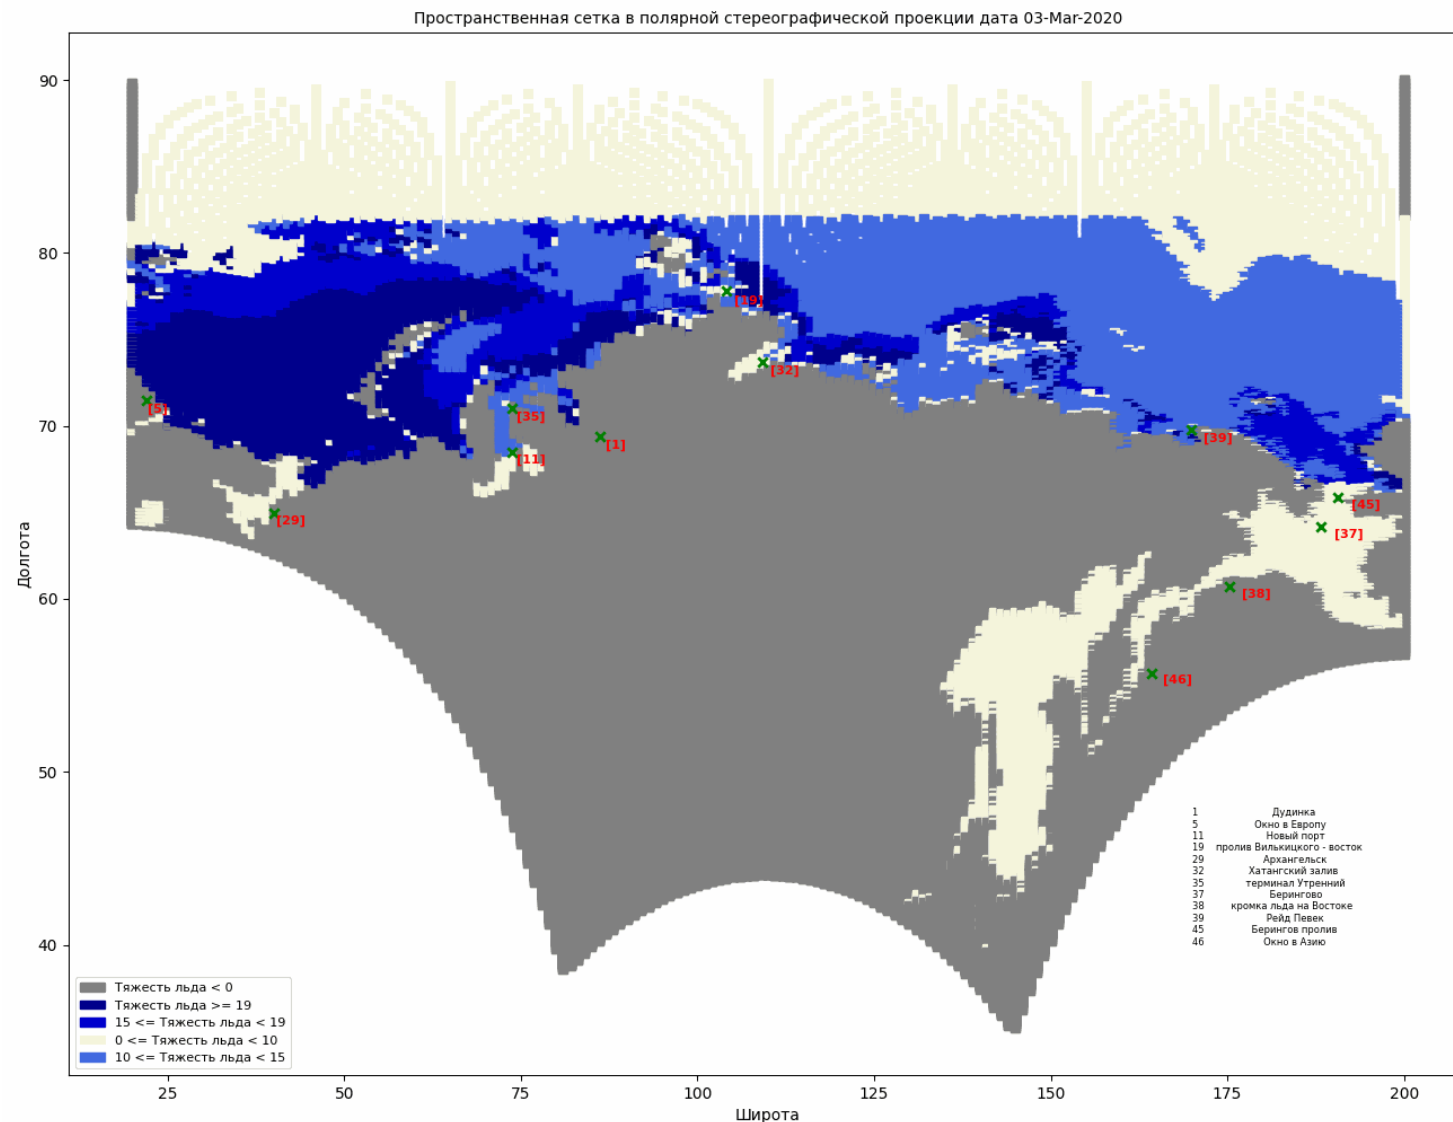 Пространственная сетка в полярной стереографической проекции дата 03-Mar-2020
90
80
70
60
50
40
Долгота
[19]
[32]
[5]
[35]
[1]
[11]
[39]
[29]
[45]
[37]
[38]
[46]
1 Дудинка
5 Окно в Европу
11 Новый порт
19 пролив Вилькицкого - восток
29 Архангельск
32 Хатангский залив
35 терминал Утренний
37 Берингово
38 кромка льда на Востоке
39 Рейд Певек
45 Берингов пролив
46 Окно в Азию
Тяжесть льда < 0
Тяжесть льда >= 19
15 <= Тяжесть льда < 19
0 <= Тяжесть льда < 10
10 <= Тяжесть льда < 15
25 50 75 100 125 150 175 200
Широта